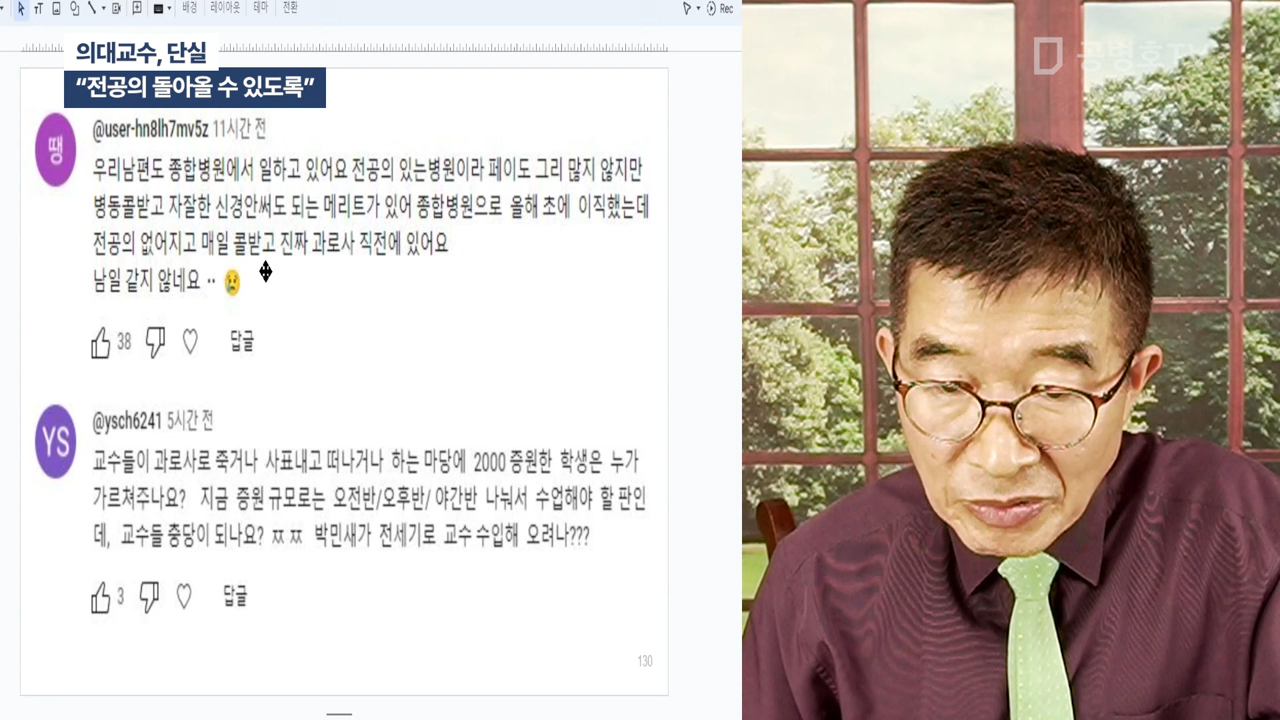 배경 레이아웃 테마 전환
Rec
의대교수, 단실
“전공의 돌아올 수 있도록”
공병호TV
땡
@user-hn8lh7mv5z 11시간 전
우리남편도 종합병원에서 일하고 있어요 전공의 있는병원이라 페이도 그리 많지 않지만
병동콜받고 자잘한 신경안써도 되는 메리트가 있어 종합병원으로 올해 초에 이직했는데
전공의 없어지고 매일 콜받고 진짜 과로사 직전에 있어요
남일 같지 않네요 ·· 😢
38 답글
YS
@ysch6241 5시간 전
교수들이 과로사로 죽거나 사표내고 떠나거나 하는 마당에 2000 증원한 학생은 누가
가르쳐주나요? 지금 증원 규모로는 오전반/오후반/ 야간반 나눠서 수업해야 할 판인
데, 교수들 충당이 되나요? ㅉㅉ 박민새가 전세기로 교수 수입해 오려나???
3 답글
130